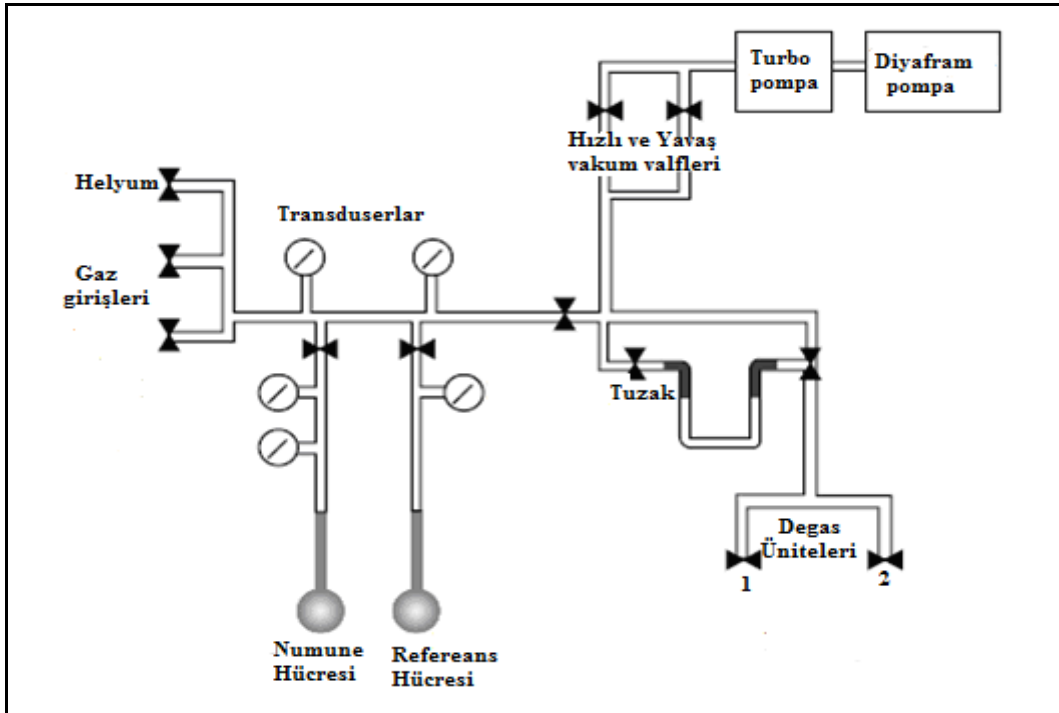 Turbo
pompa
Diyafram
pompa
Hızlı ve Yavaş
vakum valfleri
Helyum
Transduserlar
Gaz
girişleri
Tuzak
Degas
Üniteleri
1
2
Numune
Hücresi
Refereans
Hücresi